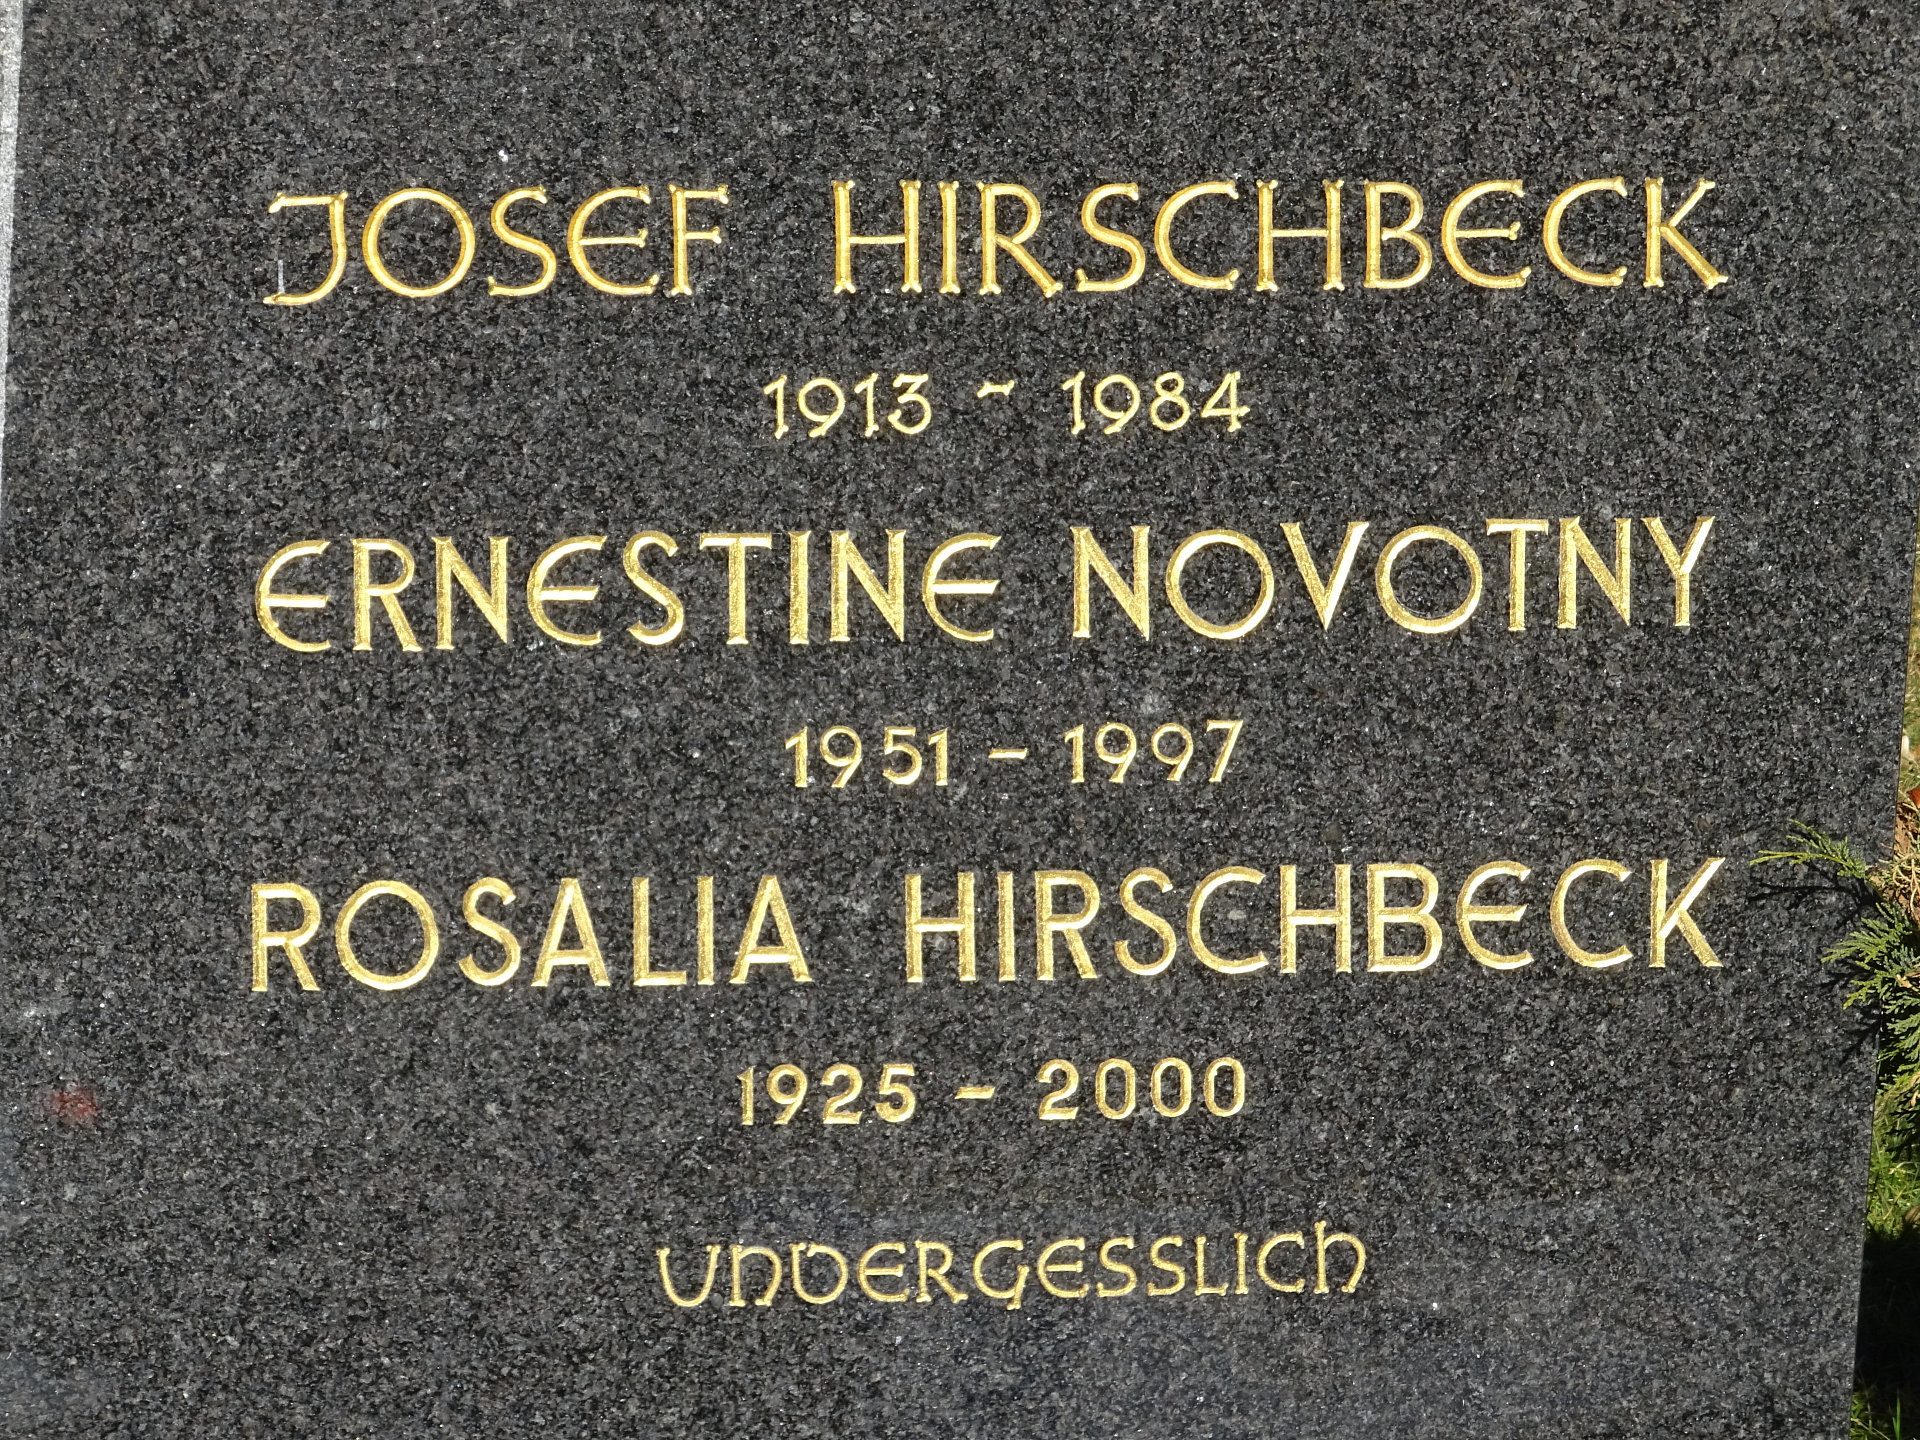 JOSEF HIRSCHBECK
1913 - 1984
ERNESTINE NOVOTNY
1951 - 1997
ROSALIA HIRSCHBECK
1925 - 2000
UNVERGESSLICH